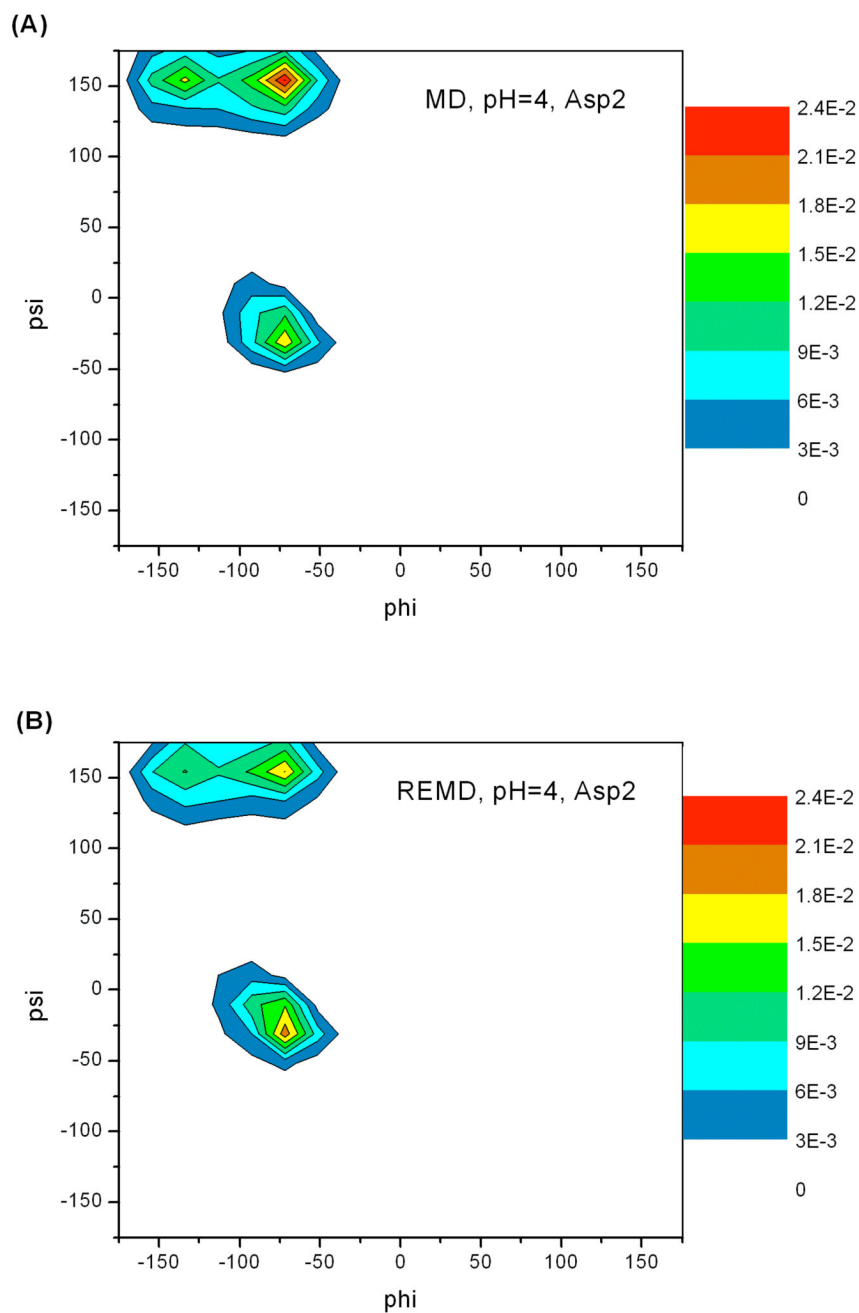 (A)
MD, pH=4, Asp2
150
100
50
0
-50
-100
-150
psi
-150
-100
-50
0
50
100
150
phi
2.4E-2
2.1E-2
1.8E-2
1.5E-2
1.2E-2
9E-3
6E-3
3E-3
0
(B)
REMD, pH=4, Asp2
150
100
50
0
-50
-100
-150
psi
-150
-100
-50
0
50
100
150
phi
2.4E-2
2.1E-2
1.8E-2
1.5E-2
1.2E-2
9E-3
6E-3
3E-3
0